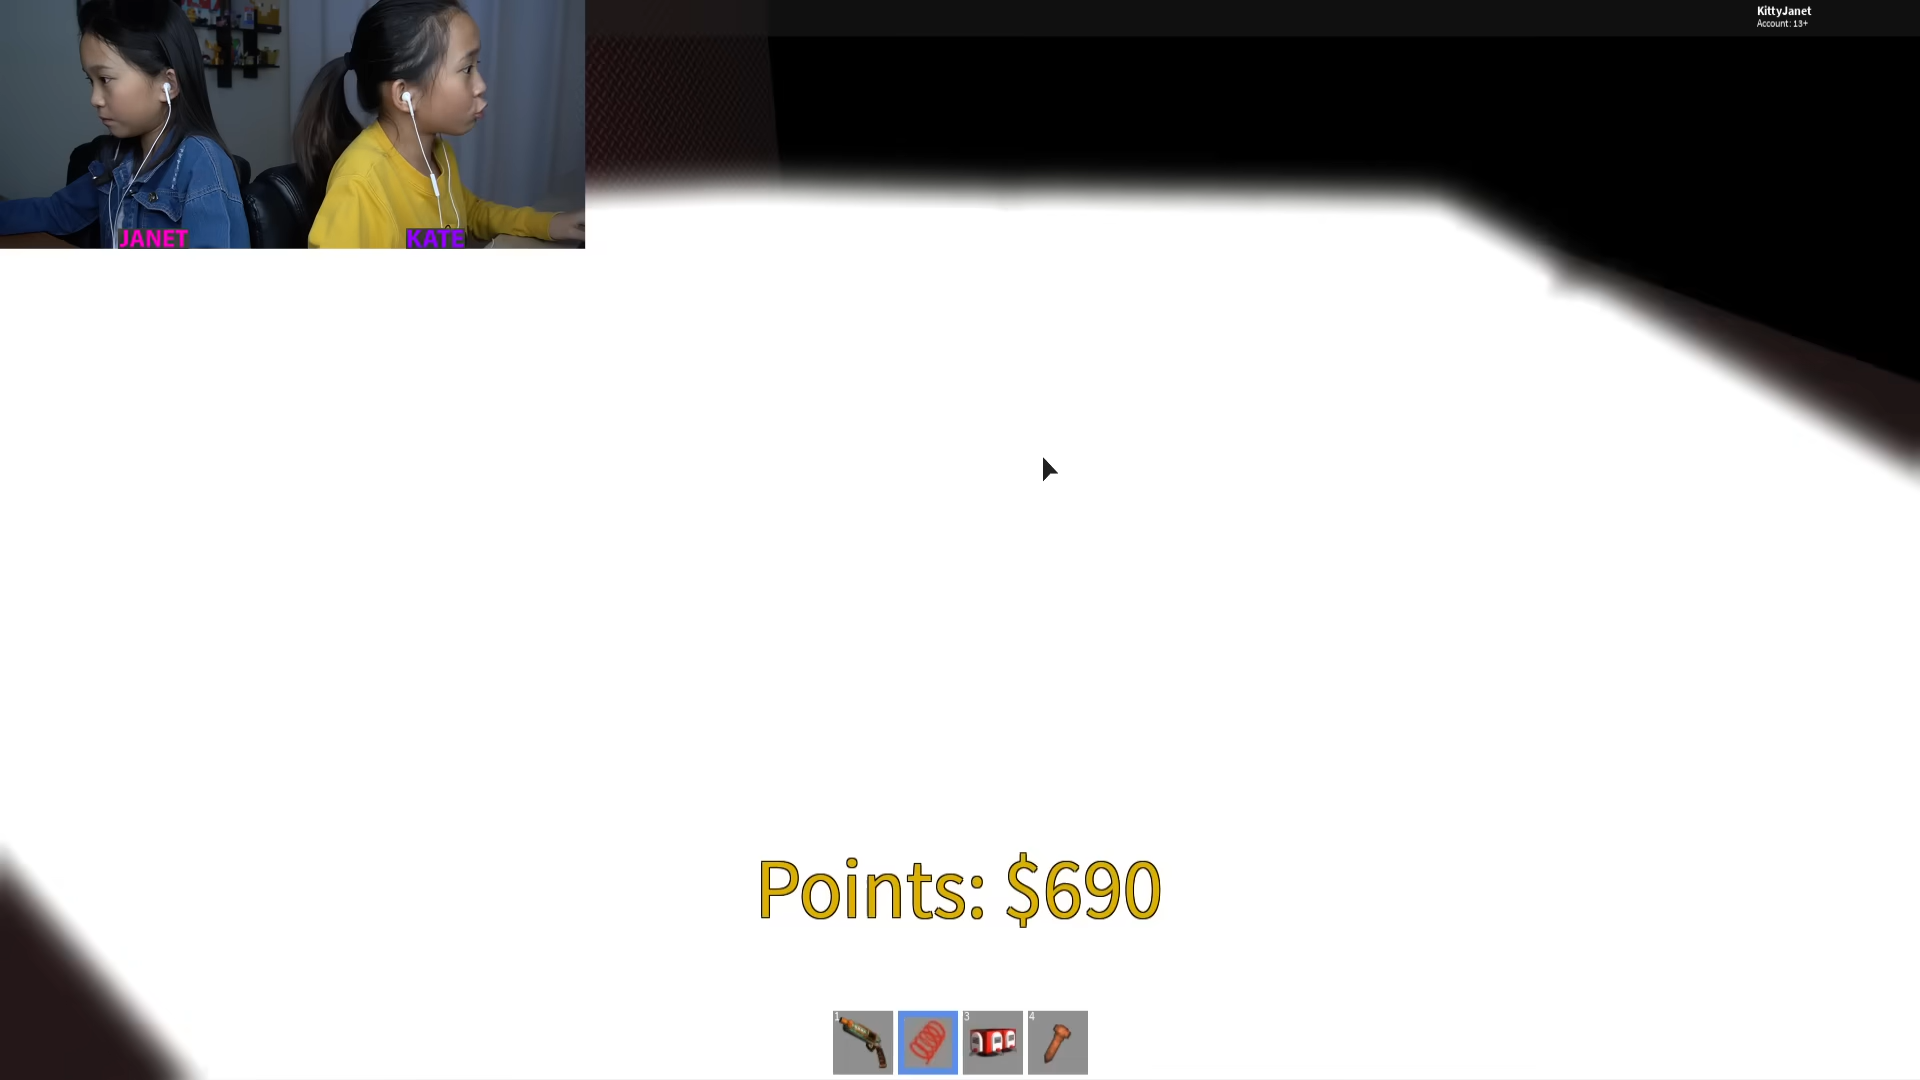 KittyJanet
Account: 13+
JANET
KATE
Points: $690
1
3
4